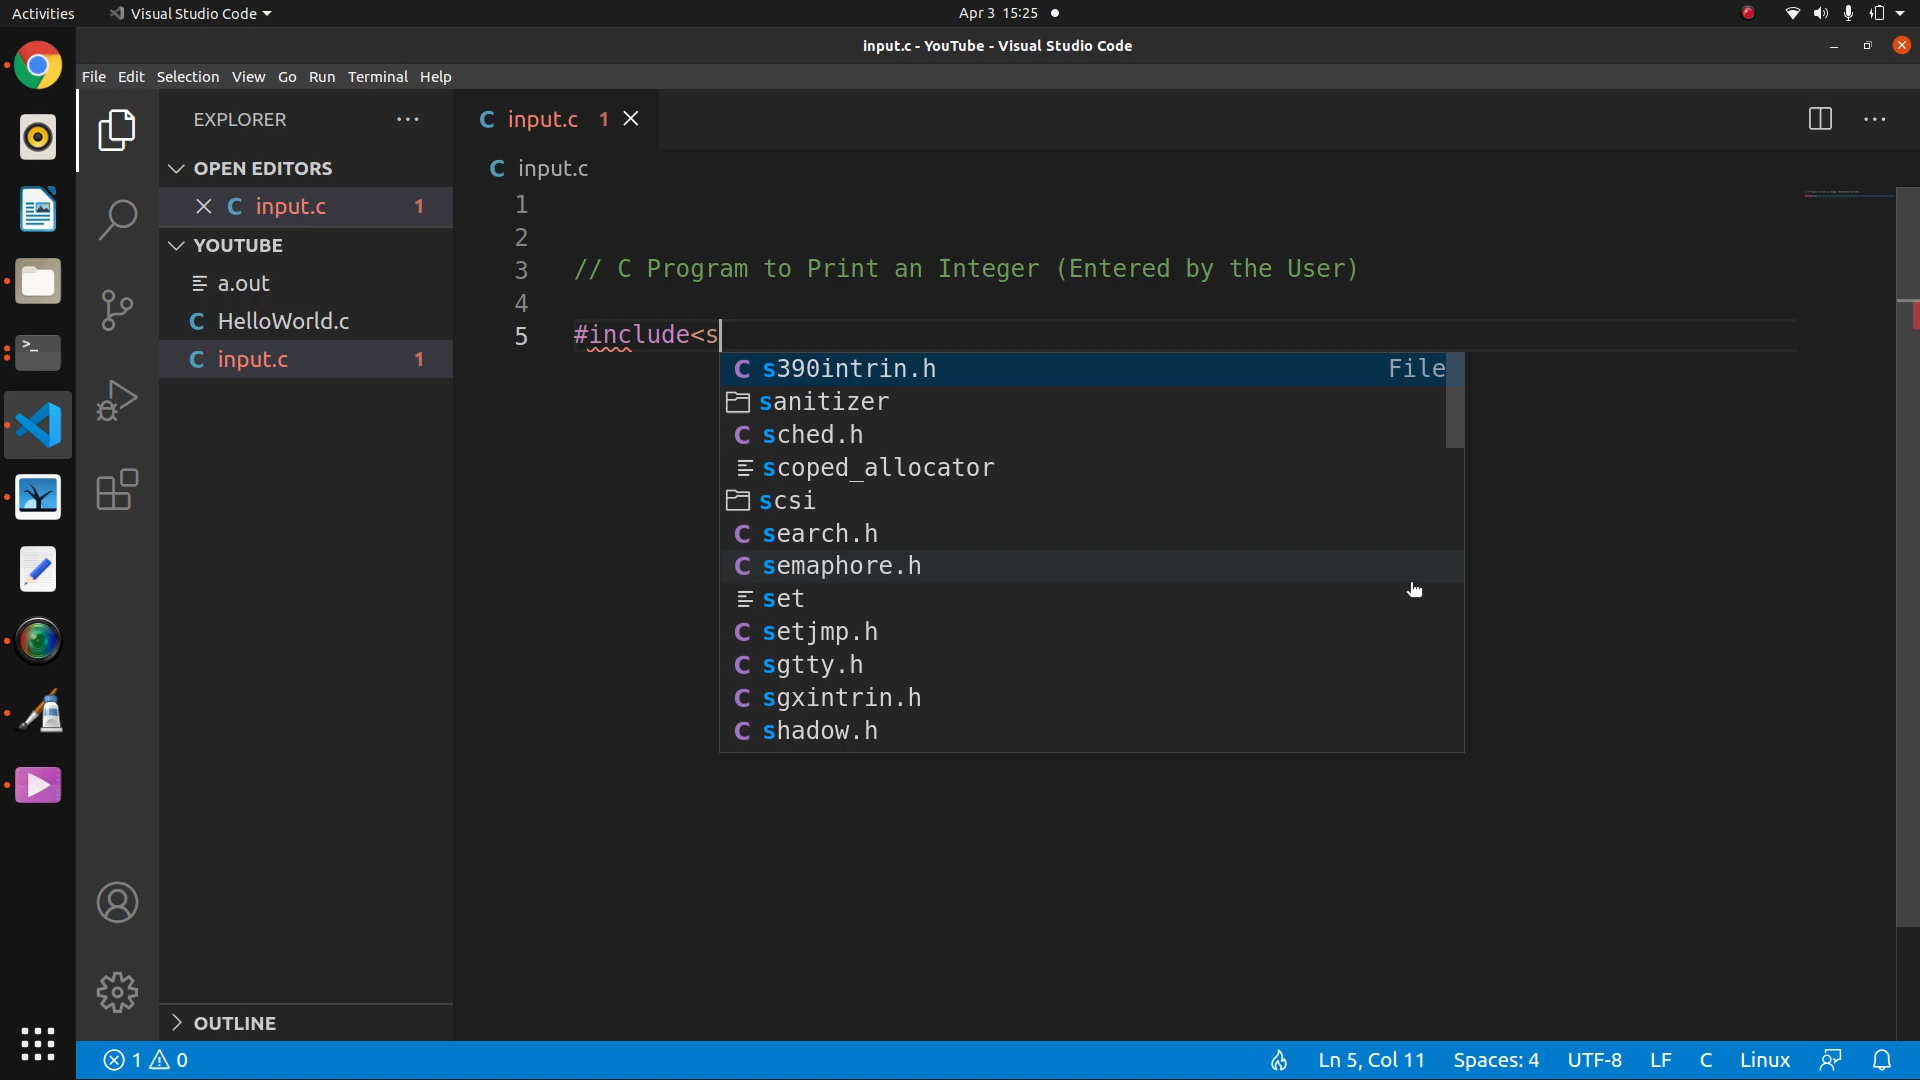 Activities
Visual Studio Code
Apr 3 15:25
input.c - YouTube - Visual Studio Code
File Edit Selection View Go Run Terminal Help
EXPLORER
OPEN EDITORS
input.c 1
YOUTUBE
a.out
HelloWorld.c
input.c 1
OUTLINE
input.c 1
input.c
1
2
3 // C Program to Print an Integer (Entered by the User)
4
5 #include<s
s390intrin.h File
sanitizer
sched.h
scoped_allocator
scsi
search.h
semaphore.h
set
setjmp.h
sgtty.h
sgxintrin.h
shadow.h
1 0
Ln 5, Col 11 Spaces: 4 UTF-8 LF C Linux